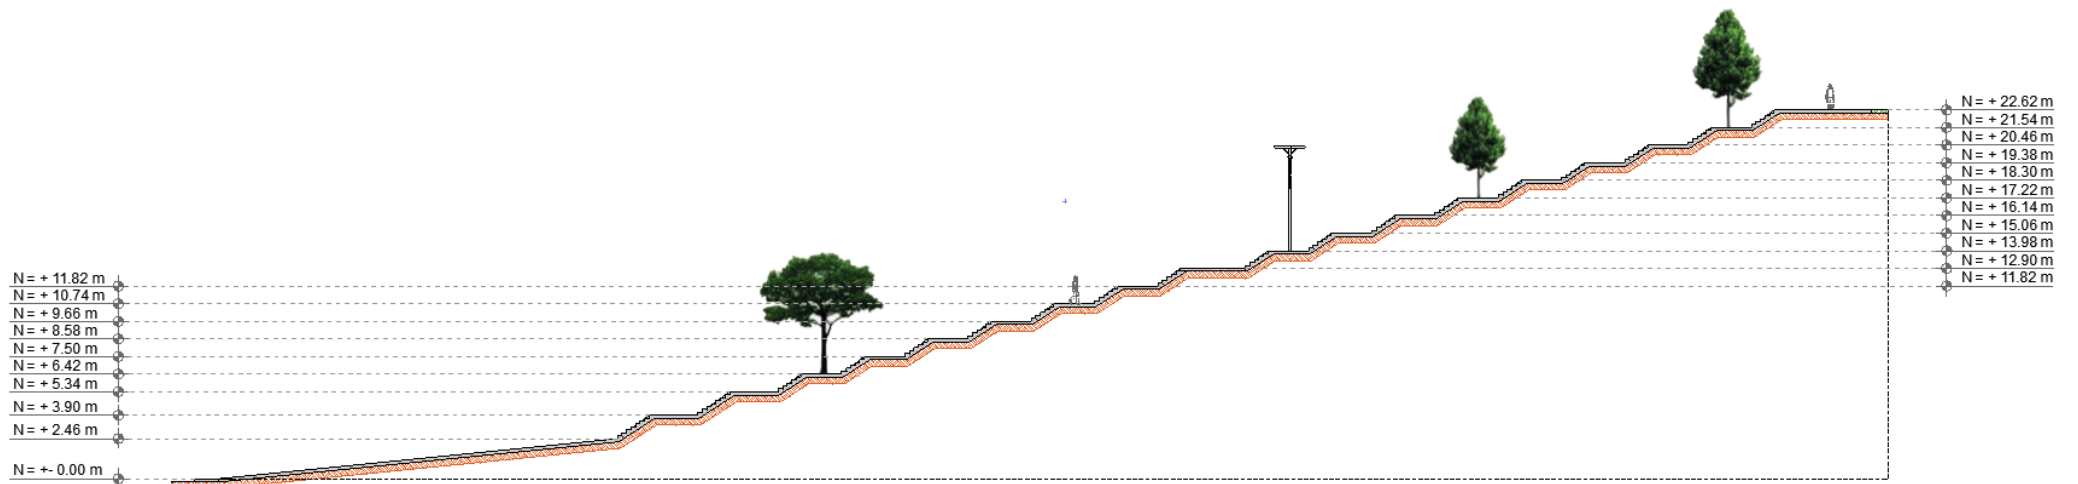 N = + 11.82 m
N = + 10.74 m
N = + 9.66 m
N = + 8.58 m
N = + 7.50 m
N = + 6.42 m
N = + 5.34 m
N = + 3.90 m
N = + 2.46 m
N = +- 0.00 m
N = + 22.62 m
N = + 21.54 m
N = + 20.46 m
N = + 19.38 m
N = + 18.30 m
N = + 17.22 m
N = + 16.14 m
N = + 15.06 m
N = + 13.98 m
N = + 12.90 m
N = + 11.82 m